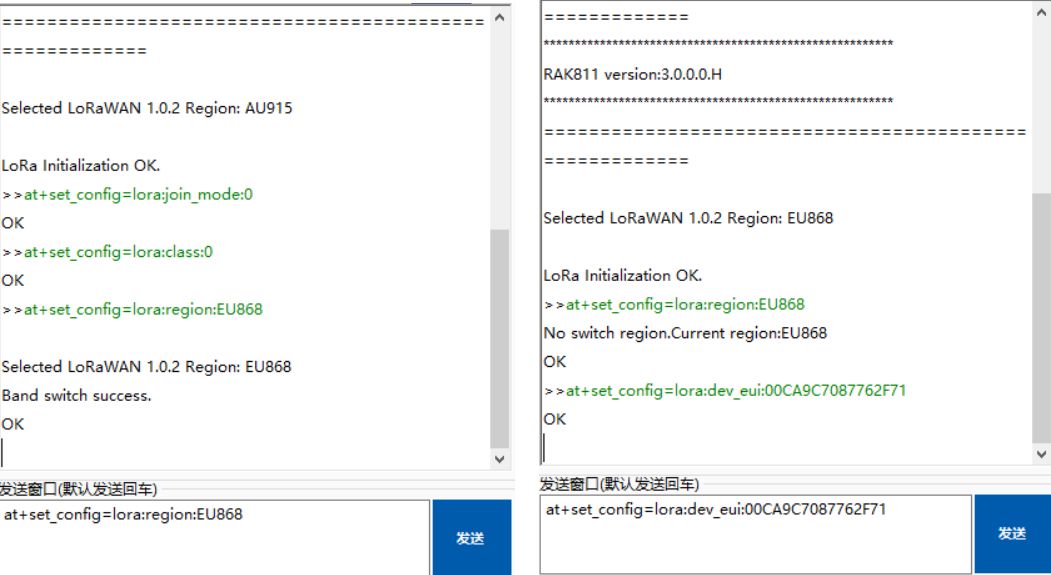 ===========================================
=============
Selected LoRaWAN 1.0.2 Region: AU915
LoRa Initialization OK.
>>at+set_config=lora:join_mode:0
OK
>>at+set_config=lora:class:0
OK
>>at+set_config=lora:region:EU868
Selected LoRaWAN 1.0.2 Region: EU868
Band switch success.
OK
发送窗口(默认发送回车)
at+set_config=lora:region:EU868
发送
=============
********************************************************
RAK811 version:3.0.0.0.H
********************************************************
===========================================
=============
Selected LoRaWAN 1.0.2 Region: EU868
LoRa Initialization OK.
>>at+set_config=lora:region:EU868
No switch region.Current region:EU868
OK
>>at+set_config=lora:dev_eui:00CA9C7087762F71
OK
发送窗口(默认发送回车)
at+set_config=lora:dev_eui:00CA9C7087762F71
发送